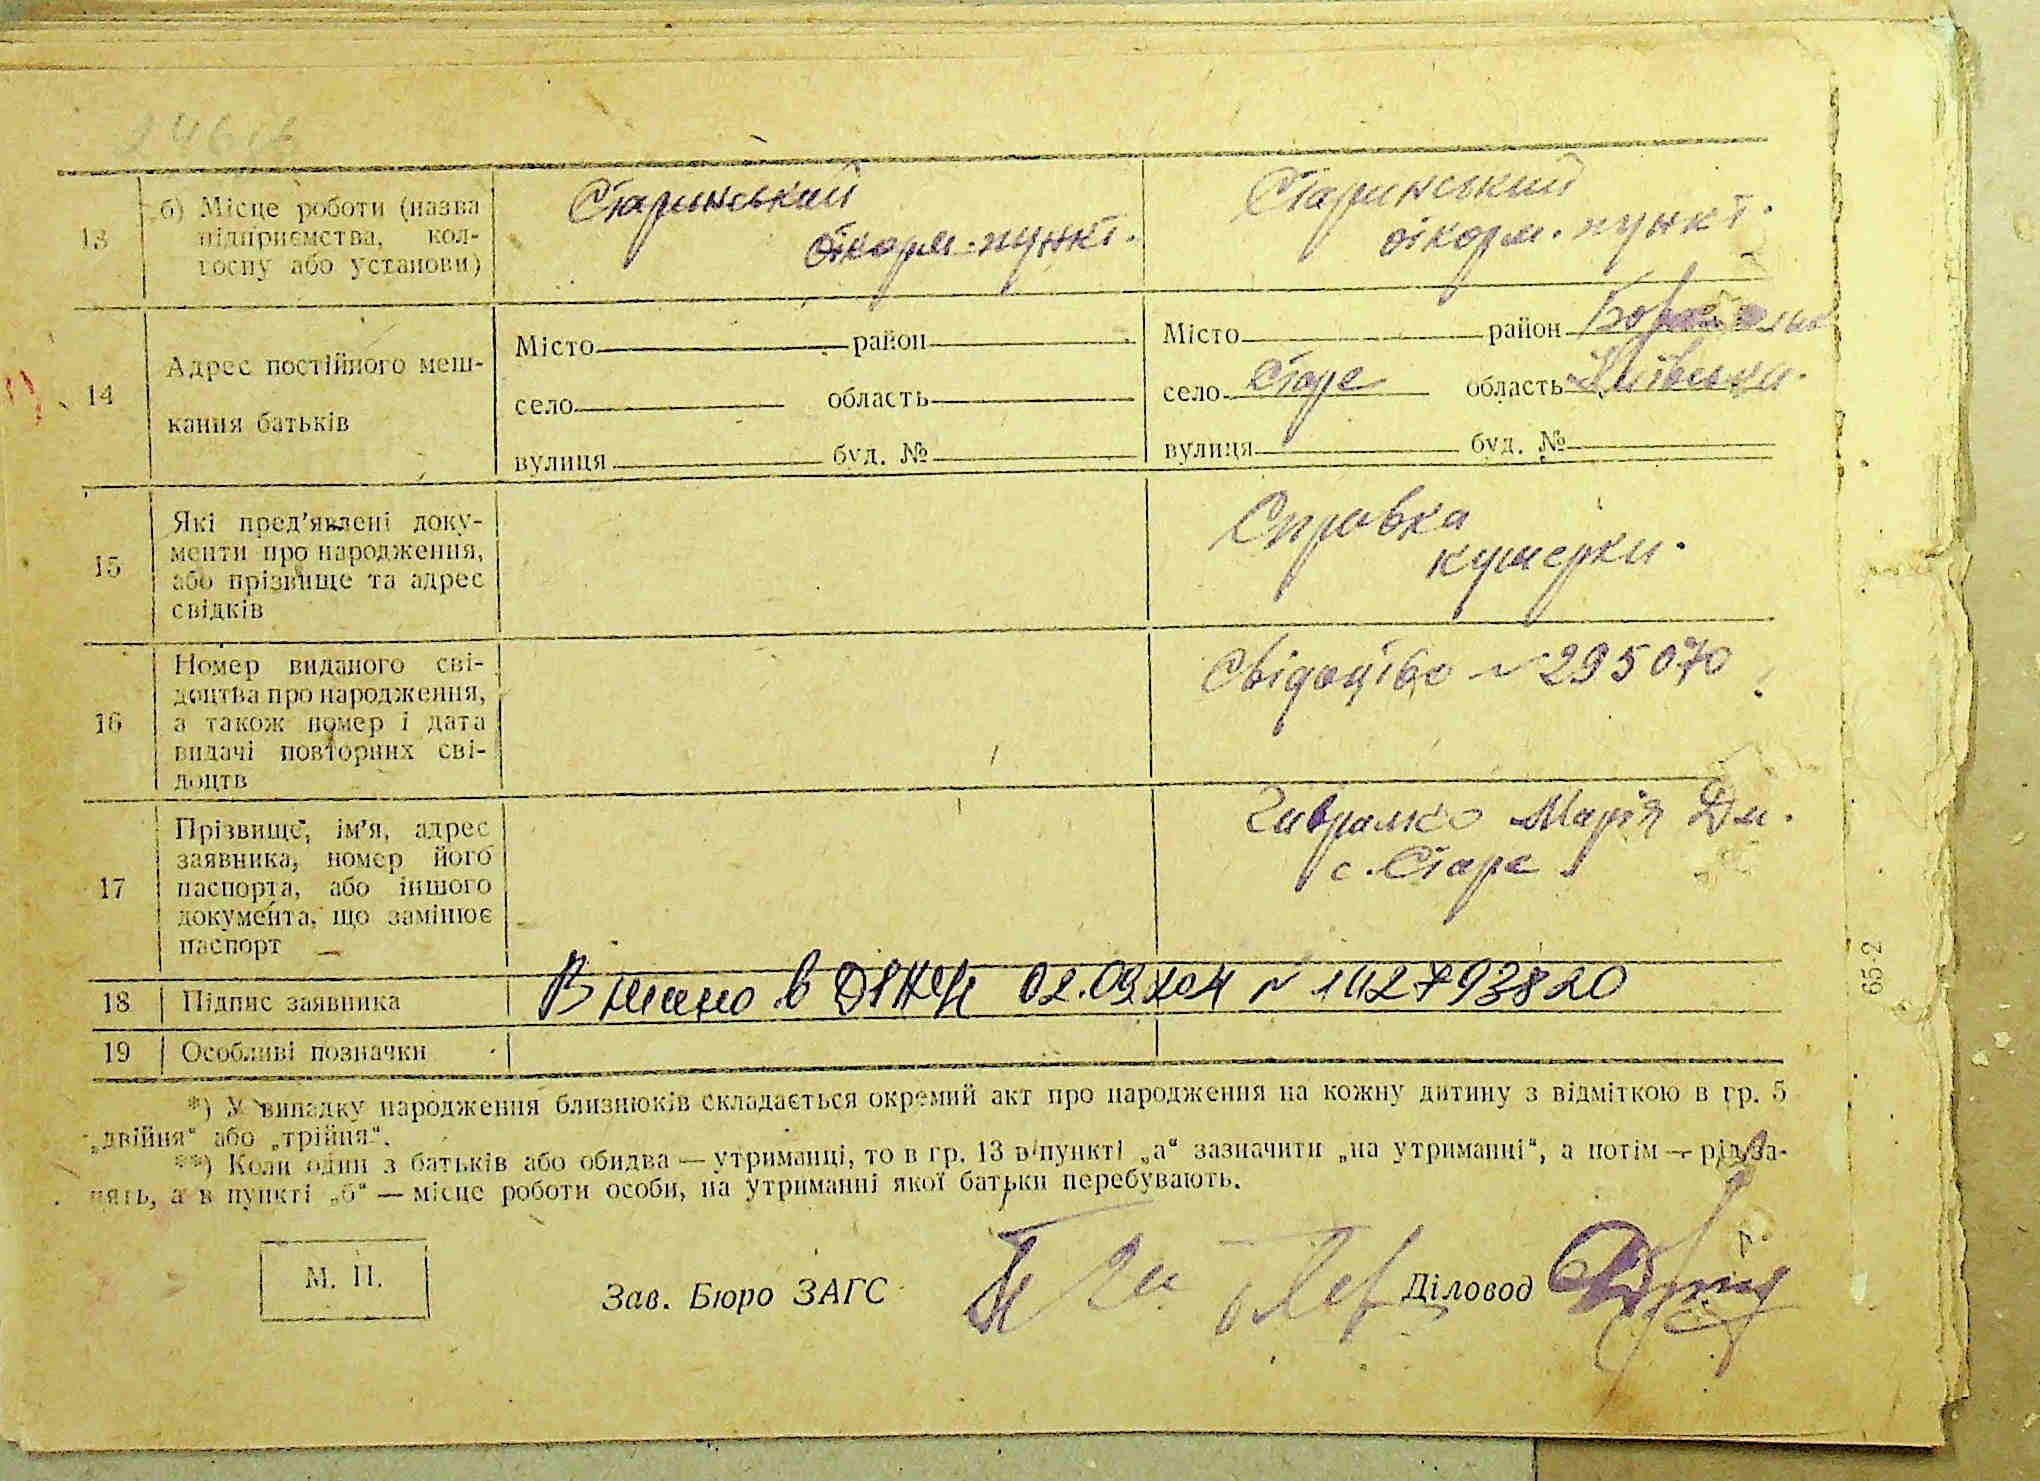 13
б) Місце роботи (назва
підприємства, кол-
госпу або установи)
Старинський
откорм. пункт.
Старинський
откорм. пункт.
14
Адрес постійного меш-
кання батьків
Місто район
село область
вулиця буд. №
Місто район
село Старе область Київська.
вулиця буд. №
15
Які пред'явлені доку-
менти про народження,
або прізвище та адрес
свідків
Справка
кушерки.
16
Номер виданого сві-
доцтва про народження,
а також номер і дата
видачі повторних сві-
доцтв
Свідоцтво № 295070
17
Прізвище, ім'я, адрес
заявника, номер його
паспорта, або іншого
документа, що замінює
паспорт
Марія Дм.
с. Старе
18 Підпис заявника
в № 142793820
19 Особливі позначки
*) У випадку народження близнюків складається окремий акт про народження на кожну дитину з відміткою в гр. 5
„двійня“ або „трійня“.
**) Коли один з батьків або обидва — утриманці, то в гр. 13 в пункті „а“ зазначити „на утриманні“, а потім — рід за-
нять, а в пункті „б“ — місце роботи особи, на утриманні якої батьки перебувають.
М. П.
Зав. Бюро ЗАГС
Діловод
65 2